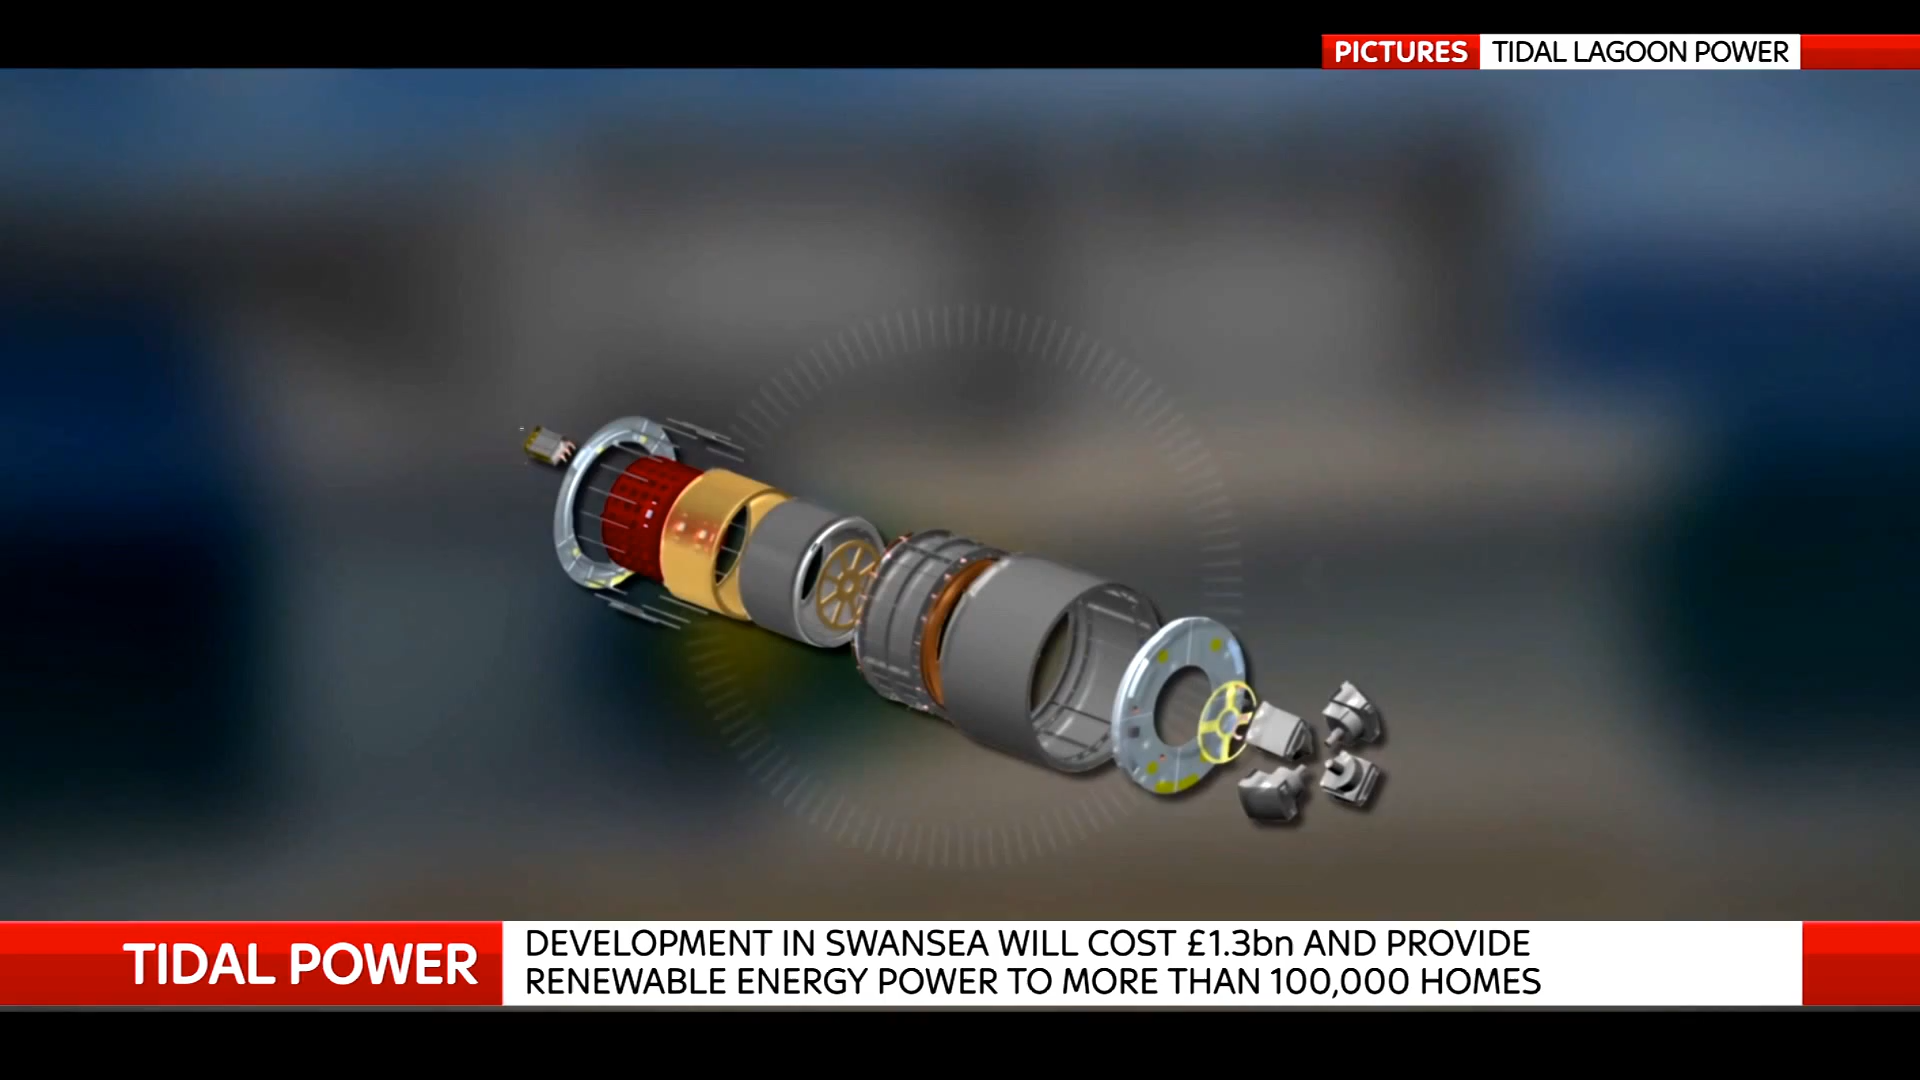 PICTURES TIDAL LAGOON POWER
TIDAL POWER
DEVELOPMENT IN SWANSEA WILL COST £1.3bn AND PROVIDE
RENEWABLE ENERGY POWER TO MORE THAN 100,000 HOMES